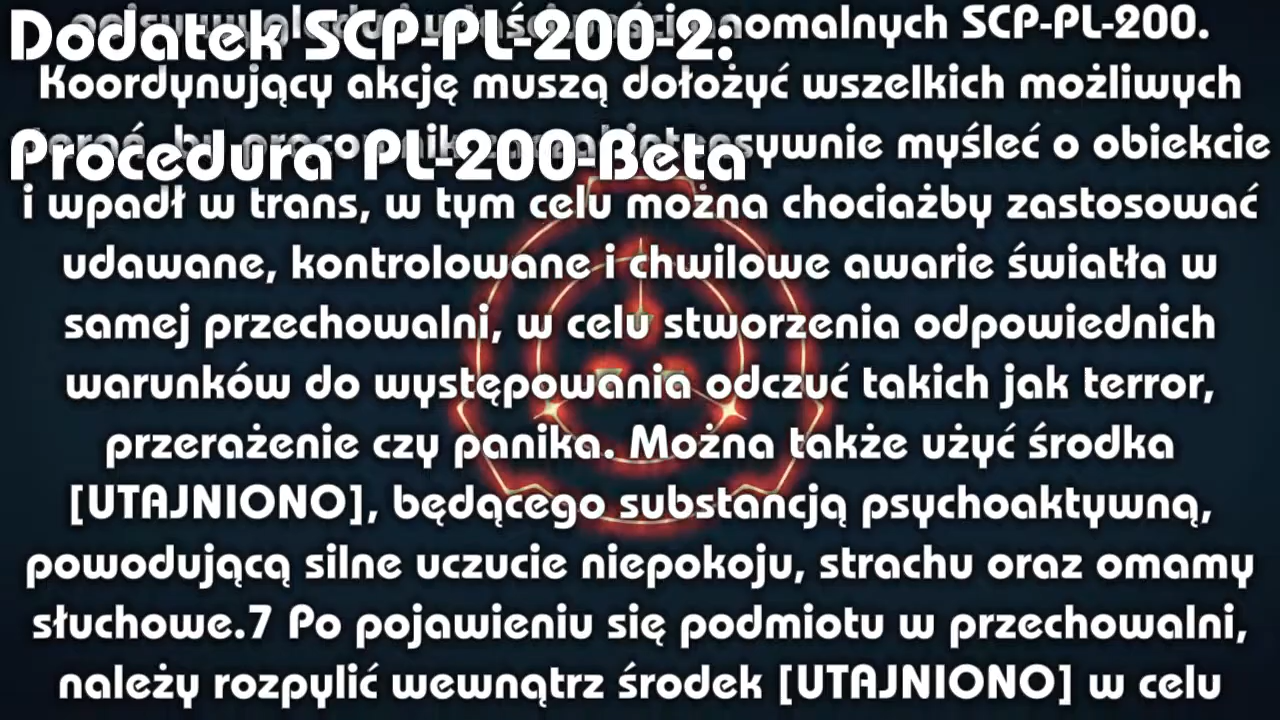 Dodatek SCP-PL-200-2:
nomalnych SCP-PL-200.
Koordynujący akcję muszą dołożyć wszelkich możliwych
Procedura PL-200-Beta
myśleć o obiekcie
i wpadł w trans, w tym celu można chociażby zastosować
udawane, kontrolowane i chwilowe awarie światła w
samej przechowalni, w celu stworzenia odpowiednich
warunków do występowania odczuć takich jak terror,
przerażenie czy panika. Można także użyć środka
[UTAJNIONO], będącego substancją psychoaktywną,
powodującą silne uczucie niepokoju, strachu oraz omamy
słuchowe.7 Po pojawieniu się podmiotu w przechowalni,
należy rozpylić wewnątrz środek [UTAJNIONO] w celu